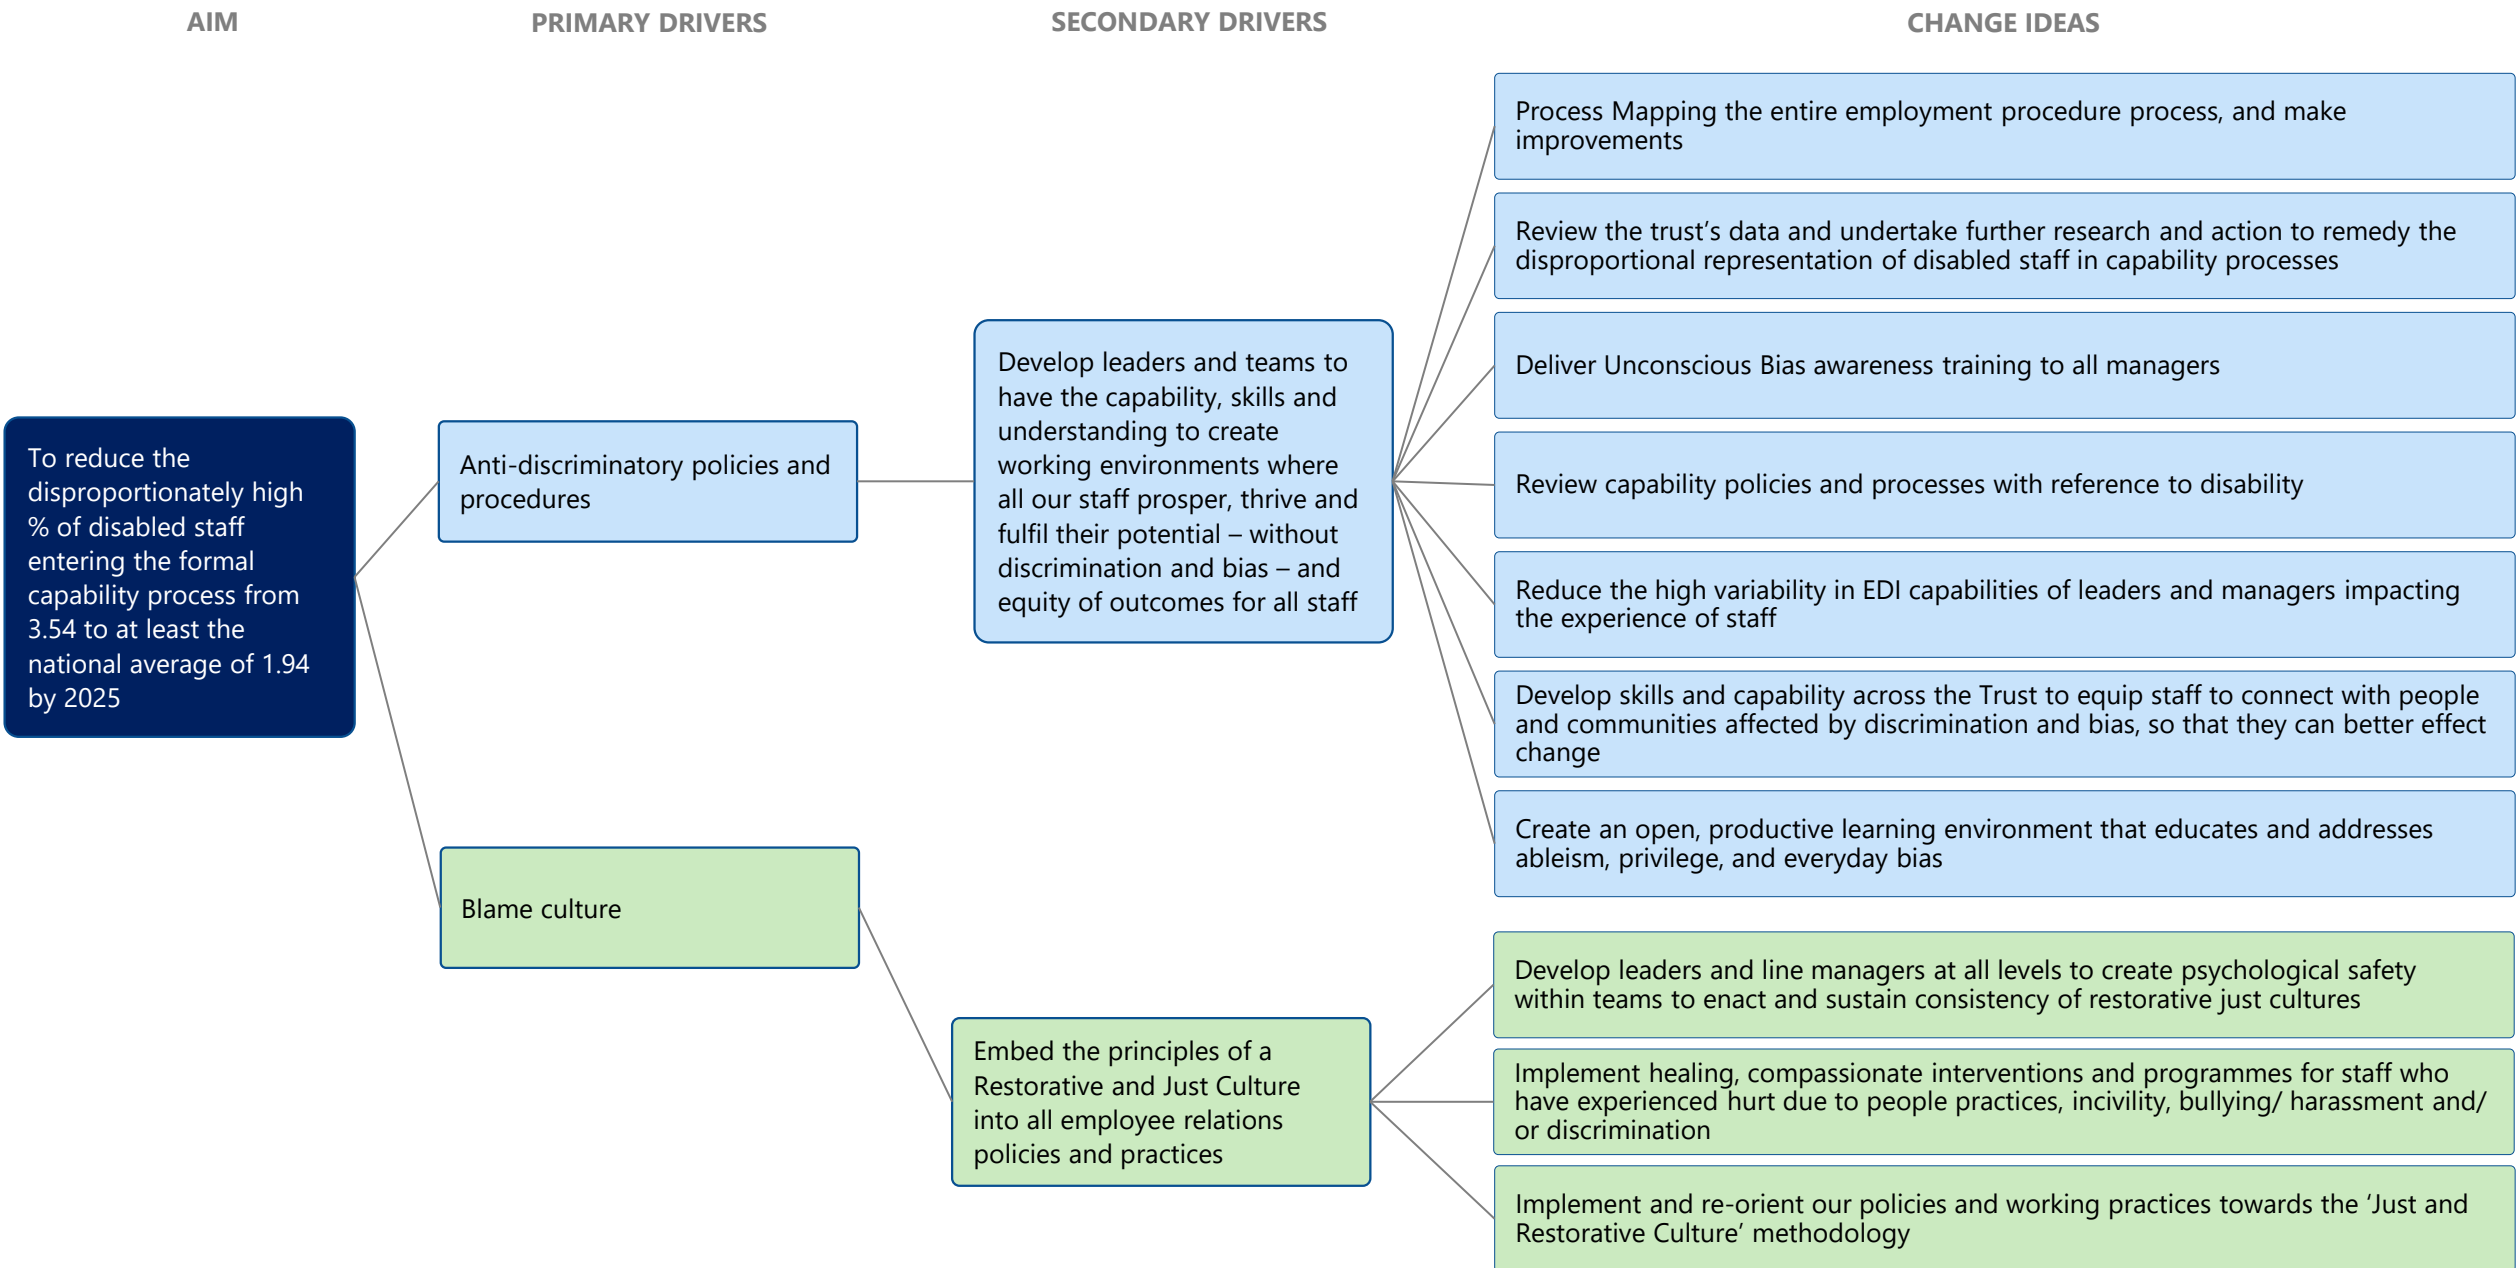 AIM
PRIMARY DRIVERS
SECONDARY DRIVERS
CHANGE IDEAS
To reduce the
disproportionately high
% of disabled staff
entering the formal
capability process from
3.54 to at least the
national average of 1.94
by 2025
Anti-discriminatory policies and
procedures
Blame culture
Develop leaders and teams to
have the capability, skills and
understanding to create
working environments where
all our staff prosper, thrive and
fulfil their potential – without
discrimination and bias – and
equity of outcomes for all staff
Embed the principles of a
Restorative and Just Culture
into all employee relations
policies and practices
Process Mapping the entire employment procedure process, and make
improvements
Review the trust’s data and undertake further research and action to remedy the
disproportional representation of disabled staff in capability processes
Deliver Unconscious Bias awareness training to all managers
Review capability policies and processes with reference to disability
Reduce the high variability in EDI capabilities of leaders and managers impacting
the experience of staff
Develop skills and capability across the Trust to equip staff to connect with people
and communities affected by discrimination and bias, so that they can better effect
change
Create an open, productive learning environment that educates and addresses
ableism, privilege, and everyday bias
Develop leaders and line managers at all levels to create psychological safety
within teams to enact and sustain consistency of restorative just cultures
Implement healing, compassionate interventions and programmes for staff who
have experienced hurt due to people practices, incivility, bullying/ harassment and/
or discrimination
Implement and re-orient our policies and working practices towards the ‘Just and
Restorative Culture’ methodology